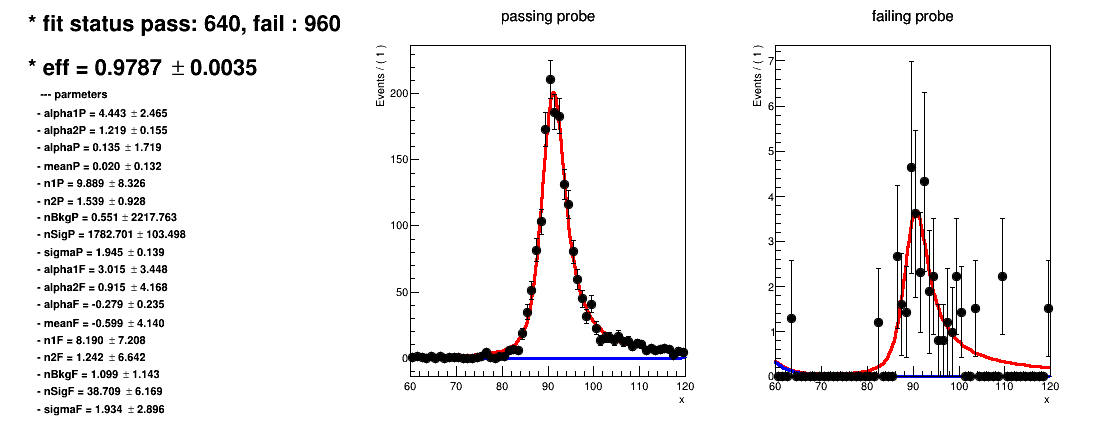 * fit status pass: 640, fail : 960
* eff = 0.9787 ± 0.0035
--- parmeters
- alpha1P = 4.443 ± 2.465
- alpha2P = 1.219 ± 0.155
- alphaP = 0.135 ± 1.719
- meanP = 0.020 ± 0.132
- n1P = 9.889 ± 8.326
- n2P = 1.539 ± 0.928
- nBkgP = 0.551 ± 2217.763
- nSigP = 1782.701 ± 103.498
- sigmaP = 1.945 ± 0.139
- alpha1F = 3.015 ± 3.448
- alpha2F = 0.915 ± 4.168
- alphaF = -0.279 ± 0.235
- meanF = -0.599 ± 4.140
- n1F = 8.190 ± 7.208
- n2F = 1.242 ± 6.642
- nBkgF = 1.099 ± 1.143
- nSigF = 38.709 ± 6.169
- sigmaF = 1.934 ± 2.896
passing probe
Events / ( 1 )
200
150
100
50
0
60 70 80 90 100 110 120
x
failing probe
Events / ( 1 )
7
6
5
4
3
2
1
0
60 70 80 90 100 110 120
x